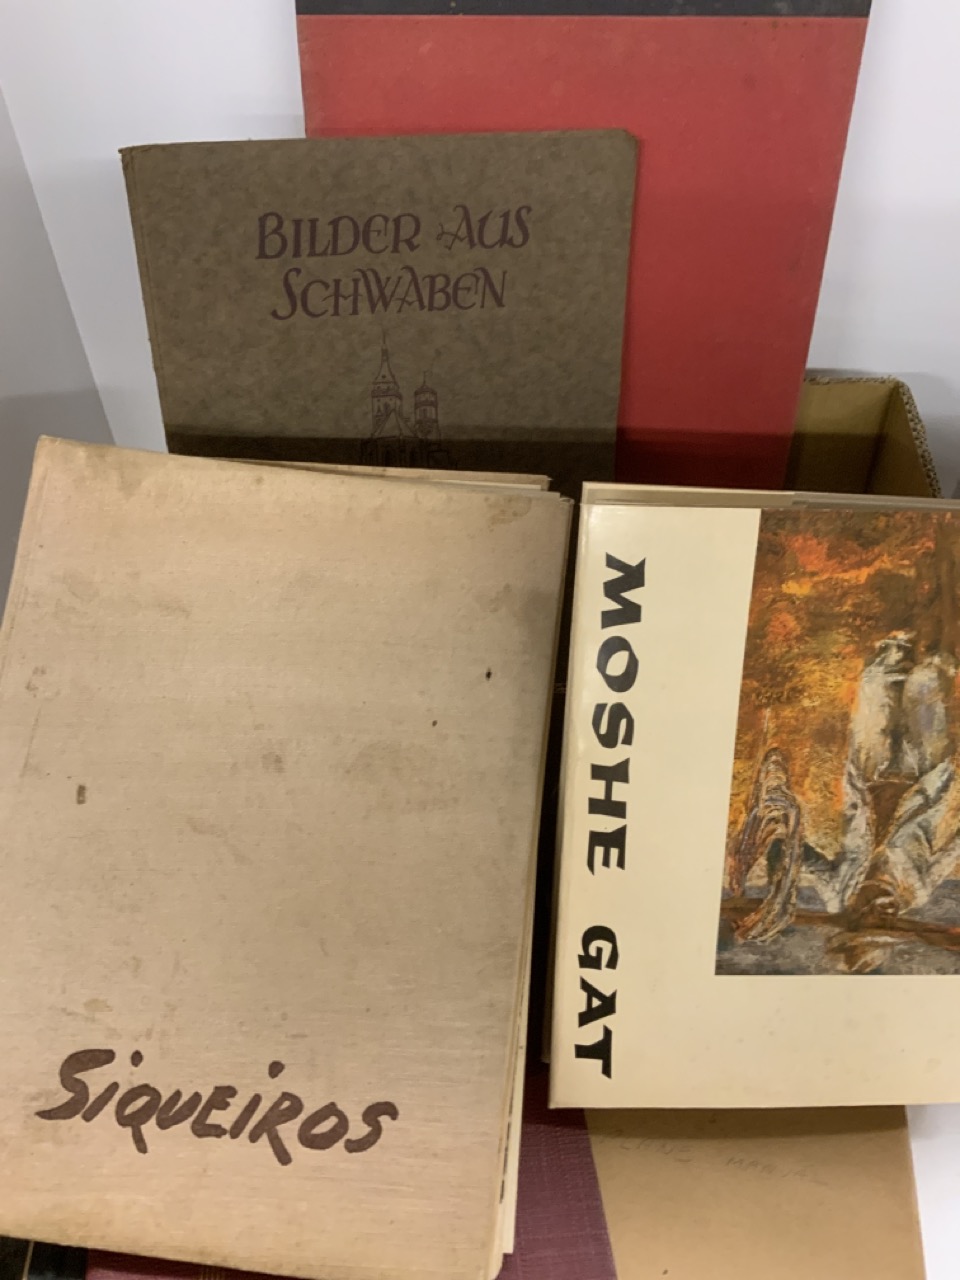 BILDER AUS
SCHWABEN
MOSHE GAT
SIQUEIROS